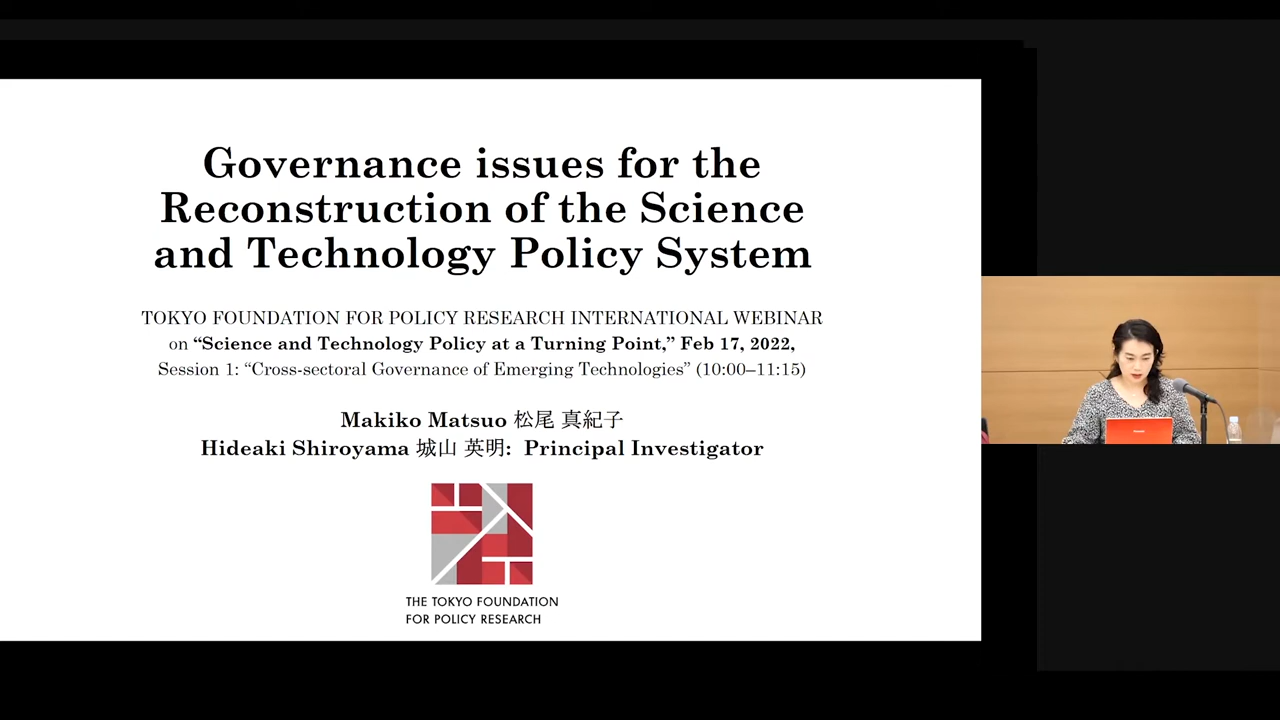 Governance issues for the
Reconstruction of the Science
and Technology Policy System
TOKYO FOUNDATION FOR POLICY RESEARCH INTERNATIONAL WEBINAR
on “Science and Technology Policy at a Turning Point,” Feb 17, 2022,
Session 1: “Cross-sectoral Governance of Emerging Technologies” (10:00–11:15)
Makiko Matsuo 松尾 真紀子
Hideaki Shiroyama 城山 英明: Principal Investigator
THE TOKYO FOUNDATION
FOR POLICY RESEARCH